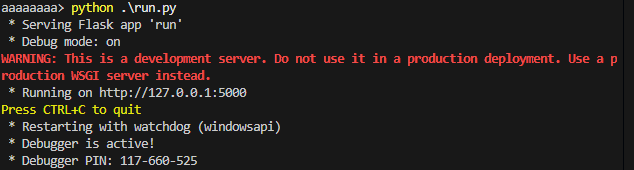 aaaaaaaaa> python .\run.py
 * Serving Flask app 'run'
 * Debug mode: on
WARNING: This is a development server. Do not use it in a production deployment. Use a p
roduction WSGI server instead.
 * Running on http://127.0.0.1:5000
Press CTRL+C to quit
 * Restarting with watchdog (windowsapi)
 * Debugger is active!
 * Debugger PIN: 117-660-525